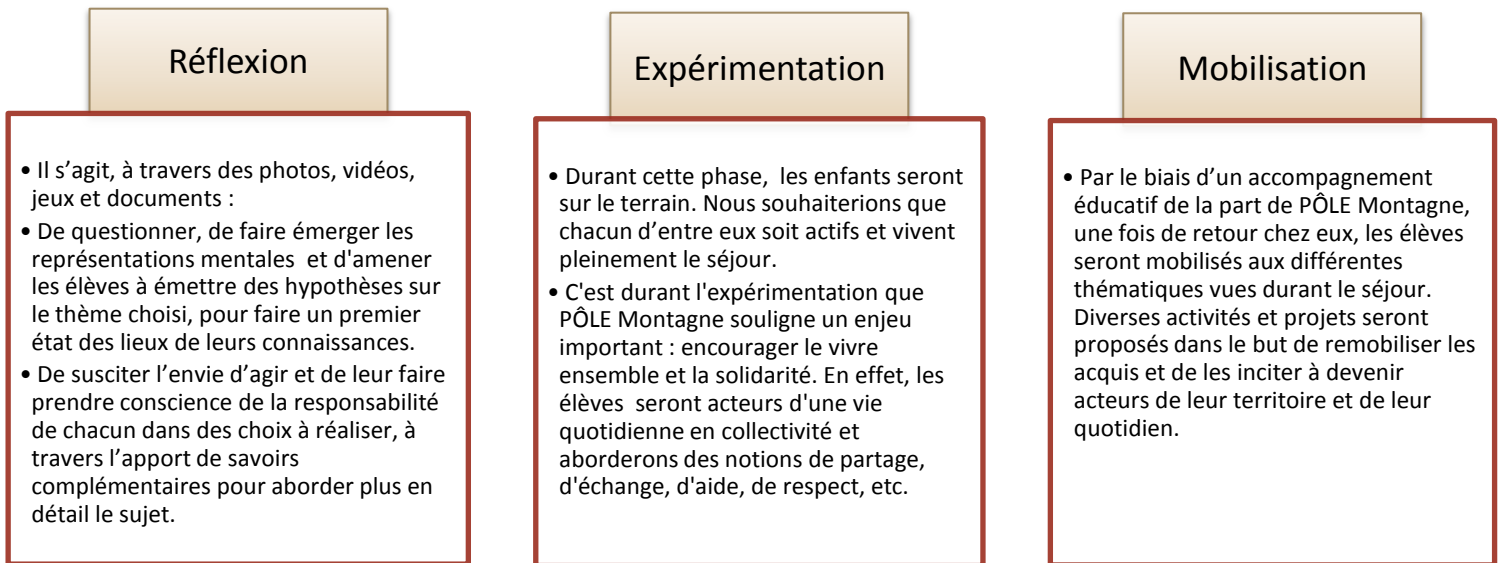 Réflexion
• Il s’agit, à travers des photos, vidéos,
jeux et documents :
• De questionner, de faire émerger les
représentations mentales  et d'amener
les élèves à émettre des hypothèses sur
le thème choisi, pour faire un premier
état des lieux de leurs connaissances.
• De susciter l’envie d’agir et de leur faire
prendre conscience de la responsabilité
de chacun dans des choix à réaliser, à
travers l’apport de savoirs
complémentaires pour aborder plus en
détail le sujet.
Expérimentation
• Durant cette phase,  les enfants seront
sur le terrain. Nous souhaiterions que
chacun d’entre eux soit actifs et vivent
pleinement le séjour.
• C'est durant l'expérimentation que
PÔLE Montagne souligne un enjeu
important : encourager le vivre
ensemble et la solidarité. En effet, les
élèves  seront acteurs d'une vie
quotidienne en collectivité et
aborderons des notions de partage,
d'échange, d'aide, de respect, etc.
Mobilisation
• Par le biais d’un accompagnement
éducatif de la part de PÔLE Montagne,
une fois de retour chez eux, les élèves
seront mobilisés aux différentes
thématiques vues durant le séjour.
Diverses activités et projets seront
proposés dans le but de remobiliser les
acquis et de les inciter à devenir
acteurs de leur territoire et de leur
quotidien.